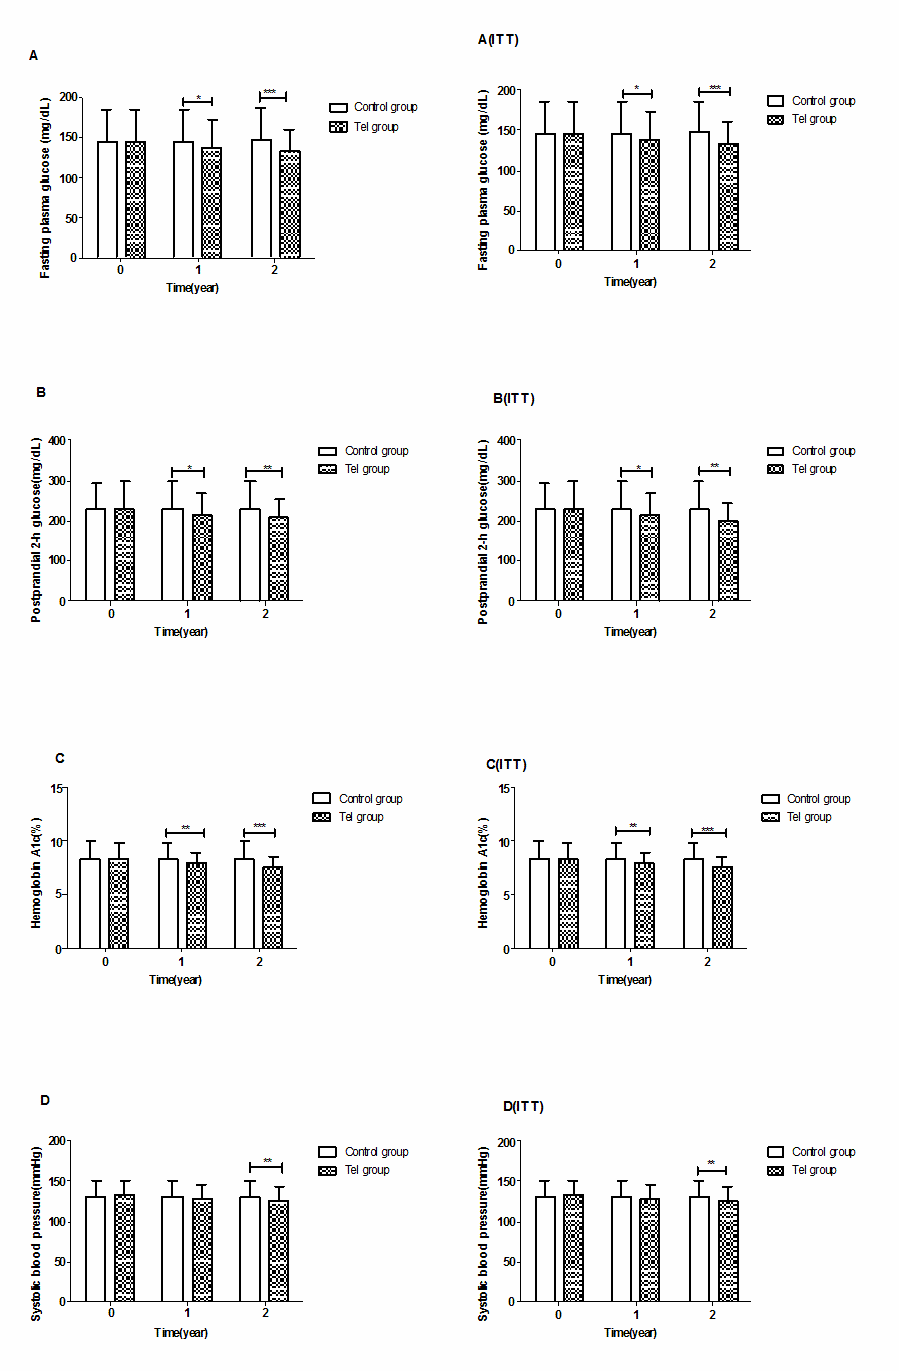 A
Fasting plasma glucose (mg/dL)
200
150
100
50
0
*
***
0
1
2
Time(year)
Control group
Tel group
A(ITT)
Fasting plasma glucose (mg/dL)
200
150
100
50
0
*
***
0
1
2
Time(year)
Control group
Tel group
B
Postprandial 2-h glucose(mg/dL)
400
300
200
100
0
*
**
0
1
2
Time(year)
Control group
Tel group
B(ITT)
Postprandial 2-h glucose(mg/dL)
400
300
200
100
0
*
**
0
1
2
Time(year)
Control group
Tel group
C
Hemoglobin A1c(%)
15
10
5
0
**
***
0
1
2
Time(year)
Control group
Tel group
C(ITT)
Hemoglobin A1c(%)
15
10
5
0
**
***
0
1
2
Time(year)
Control group
Tel group
D
Systolic blood pressure(mmHg)
200
150
100
50
0
**
0
1
2
Time(year)
Control group
Tel group
D(ITT)
Systolic blood pressure(mmHg)
200
150
100
50
0
**
0
1
2
Time(year)
Control group
Tel group